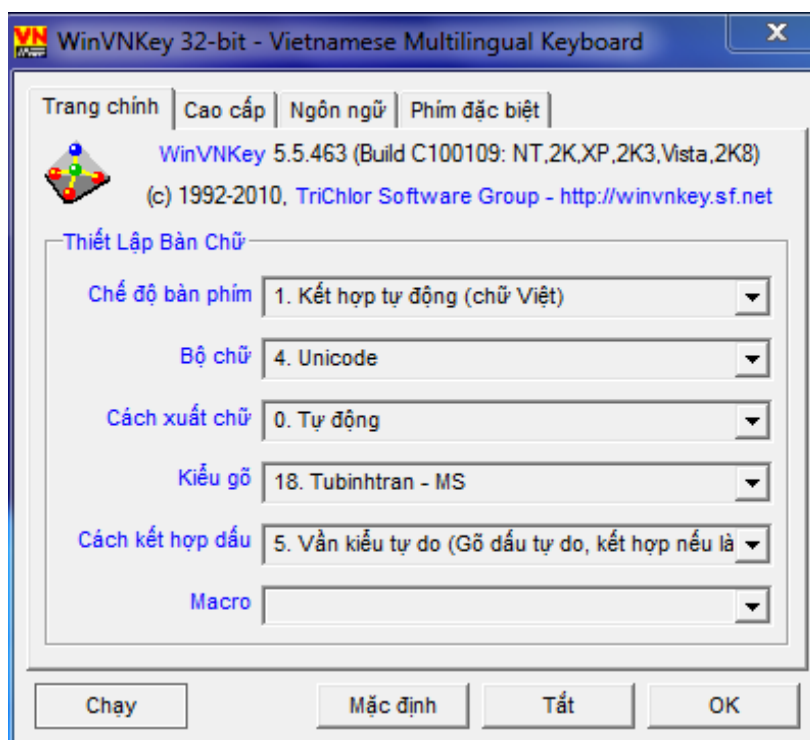 VN WinVNKey 32-bit - Vietnamese Multilingual Keyboard
Trang chính Cao cấp Ngôn ngữ Phím đặc biệt
WinVNKey 5.5.463 (Build C100109: NT,2K,XP,2K3,Vista,2K8)
(c) 1992-2010, TriChlor Software Group - http://winvnkey.sf.net
Thiết Lập Bàn Chữ
Chế độ bàn phím 1. Kết hợp tự động (chữ Việt)
Bộ chữ 4. Unicode
Cách xuất chữ 0. Tự động
Kiểu gõ 18. Tubinhtran - MS
Cách kết hợp dấu 5. Vần kiểu tự do (Gõ dấu tự do, kết hợp nếu là
Macro
Chạy Mặc định Tắt OK